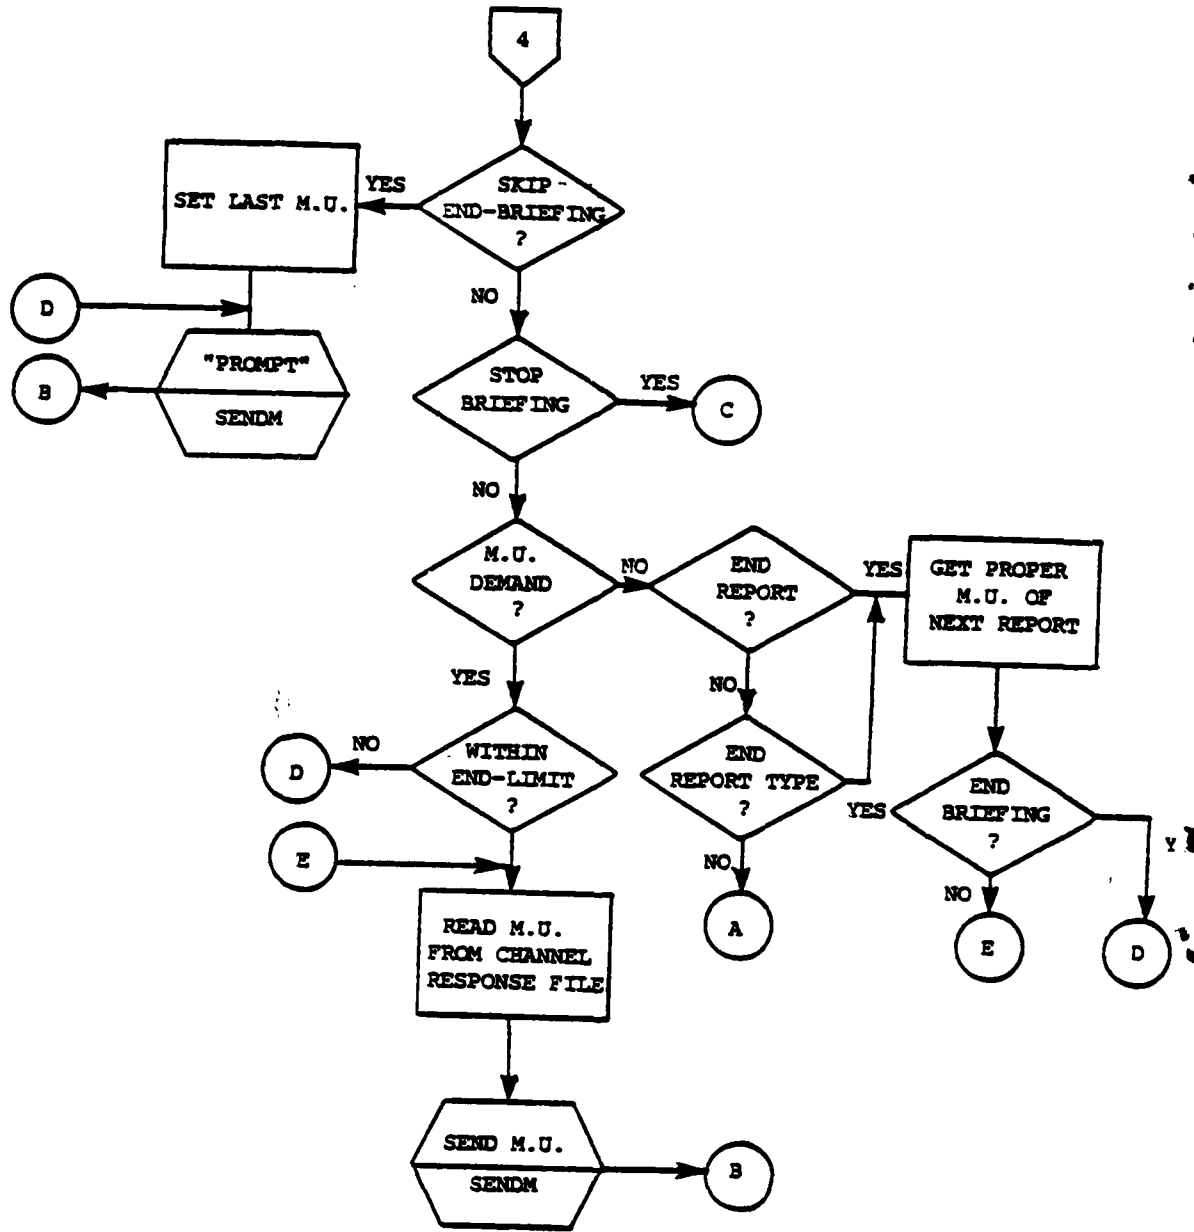 4
SKIP-
END-BRIEFING
?
YES
SET LAST M.U.
NO
D
"PROMPT"
SENDM
B
STOP
BRIEFING
YES
C
NO
M.U.
DEMAND
?
NO
END
REPORT
?
YES
GET PROPER
M.U. OF
NEXT REPORT
YES
NO
WITHIN
END-LIMIT
?
NO
D
END
REPORT TYPE
?
YES
END
BRIEFING
?
Y
E
NO
NO
A
E
D
READ M.U.
FROM CHANNEL
RESPONSE FILE
SEND M.U.
SENDM
B